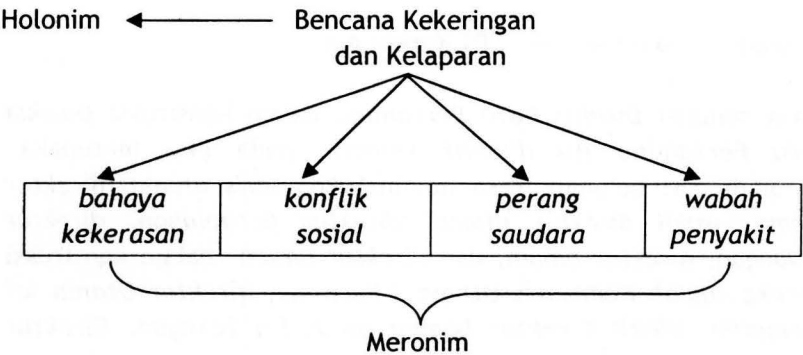 Holonim Bencana Kekeringan
dan Kelaparan
bahaya konflik perang wabah
kekerasan sosial saudara penyakit
Meronim